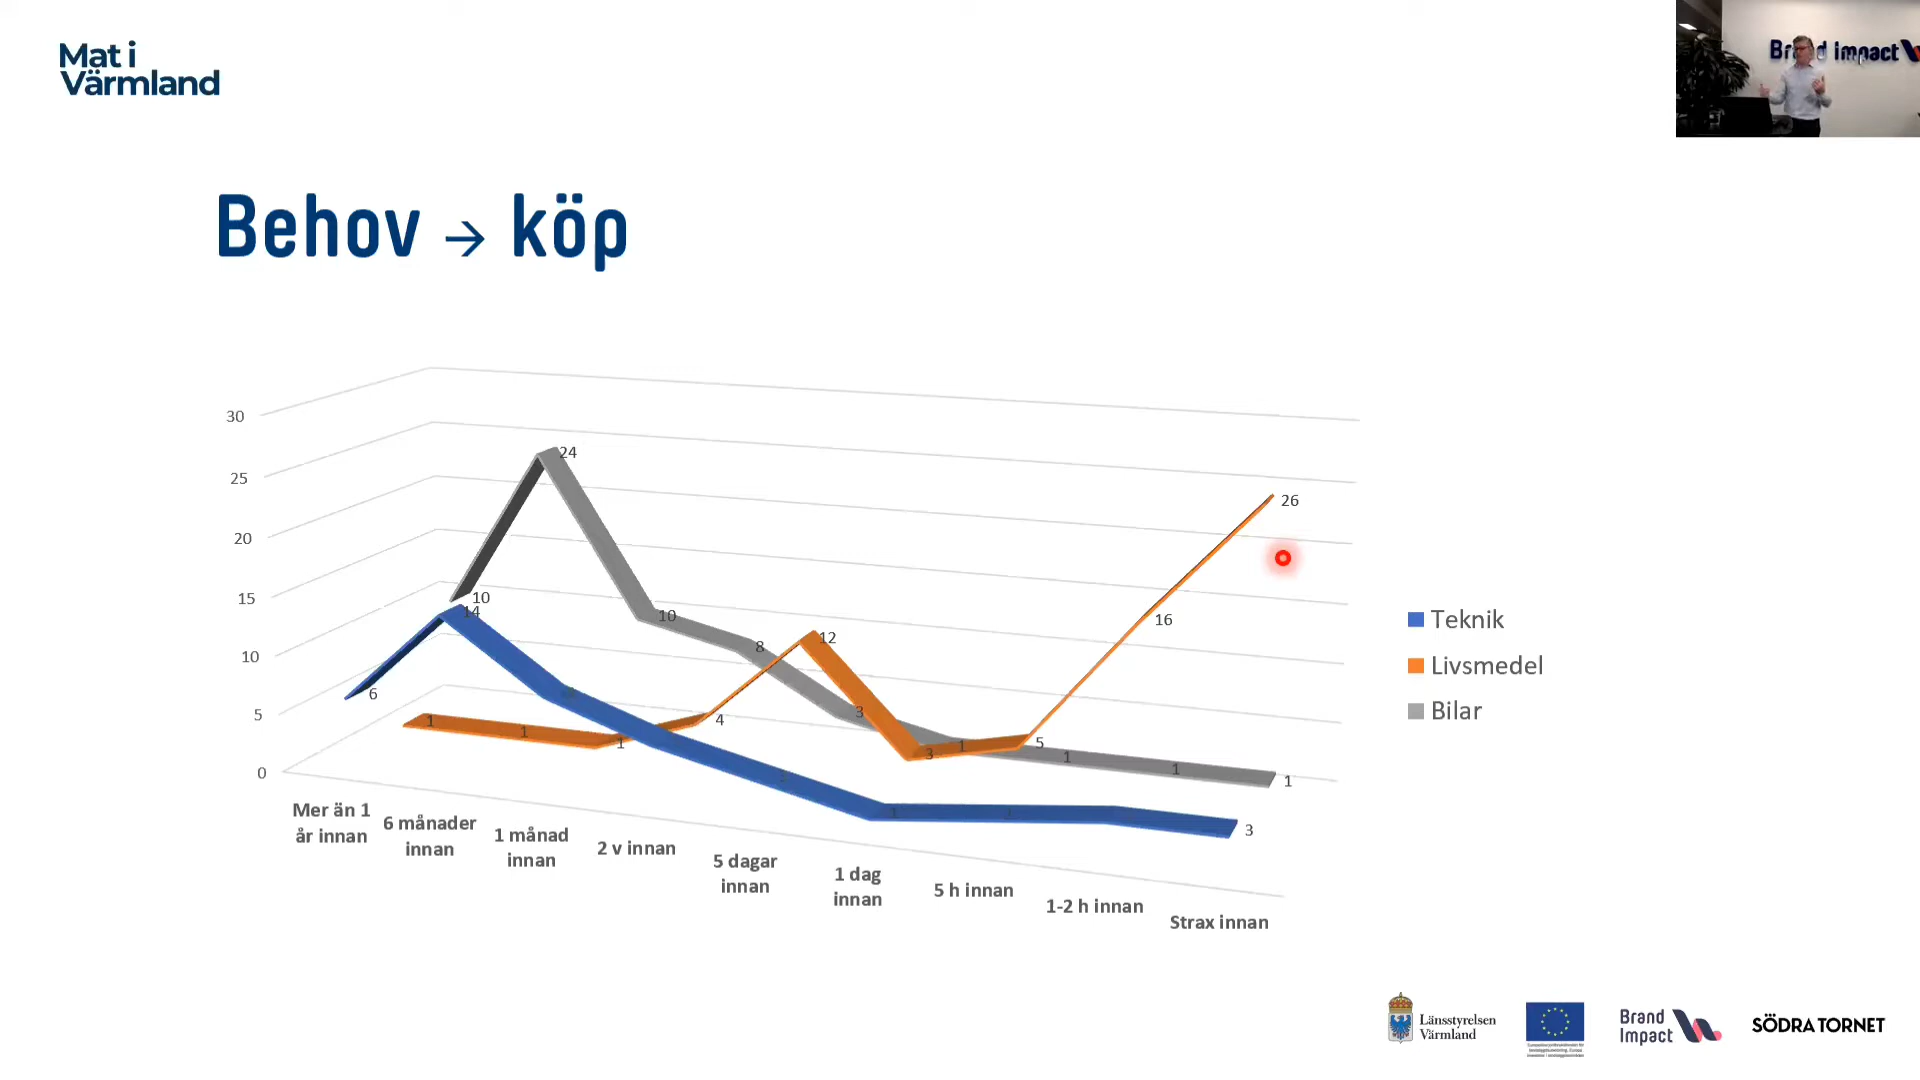 Mat i
Värmland
Brand impact
Behov → köp
30
25
20
15
10
5
0
24
10
14
10
8
12
6
1
1
1
4
3
3
1
5
1
1
1
16
26
1
3
Mer än 1
år innan
6 månader
innan
1 månad
innan
2 v innan
5 dagar
innan
1 dag
innan
5 h innan
1-2 h innan
Strax innan
Teknik
Livsmedel
Bilar
Länsstyrelsen
Värmland
Brand
Impact
SÖDRA TORNET